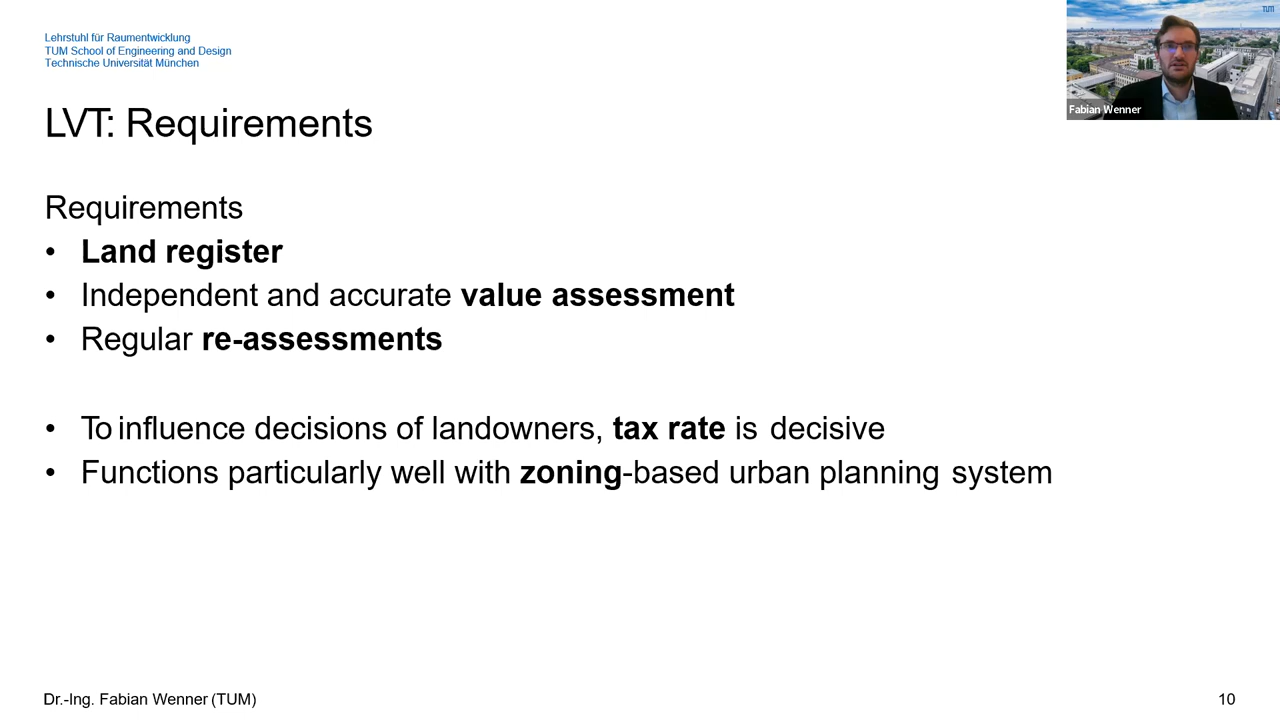 Lehrstuhl für Raumentwicklung
TUM School of Engineering and Design
Technische Universität München
TUM
Fabian Wenner
LVT: Requirements
Requirements
• Land register
• Independent and accurate value assessment
• Regular re-assessments
• To influence decisions of landowners, tax rate is decisive
• Functions particularly well with zoning-based urban planning system
Dr.-Ing. Fabian Wenner (TUM)
10